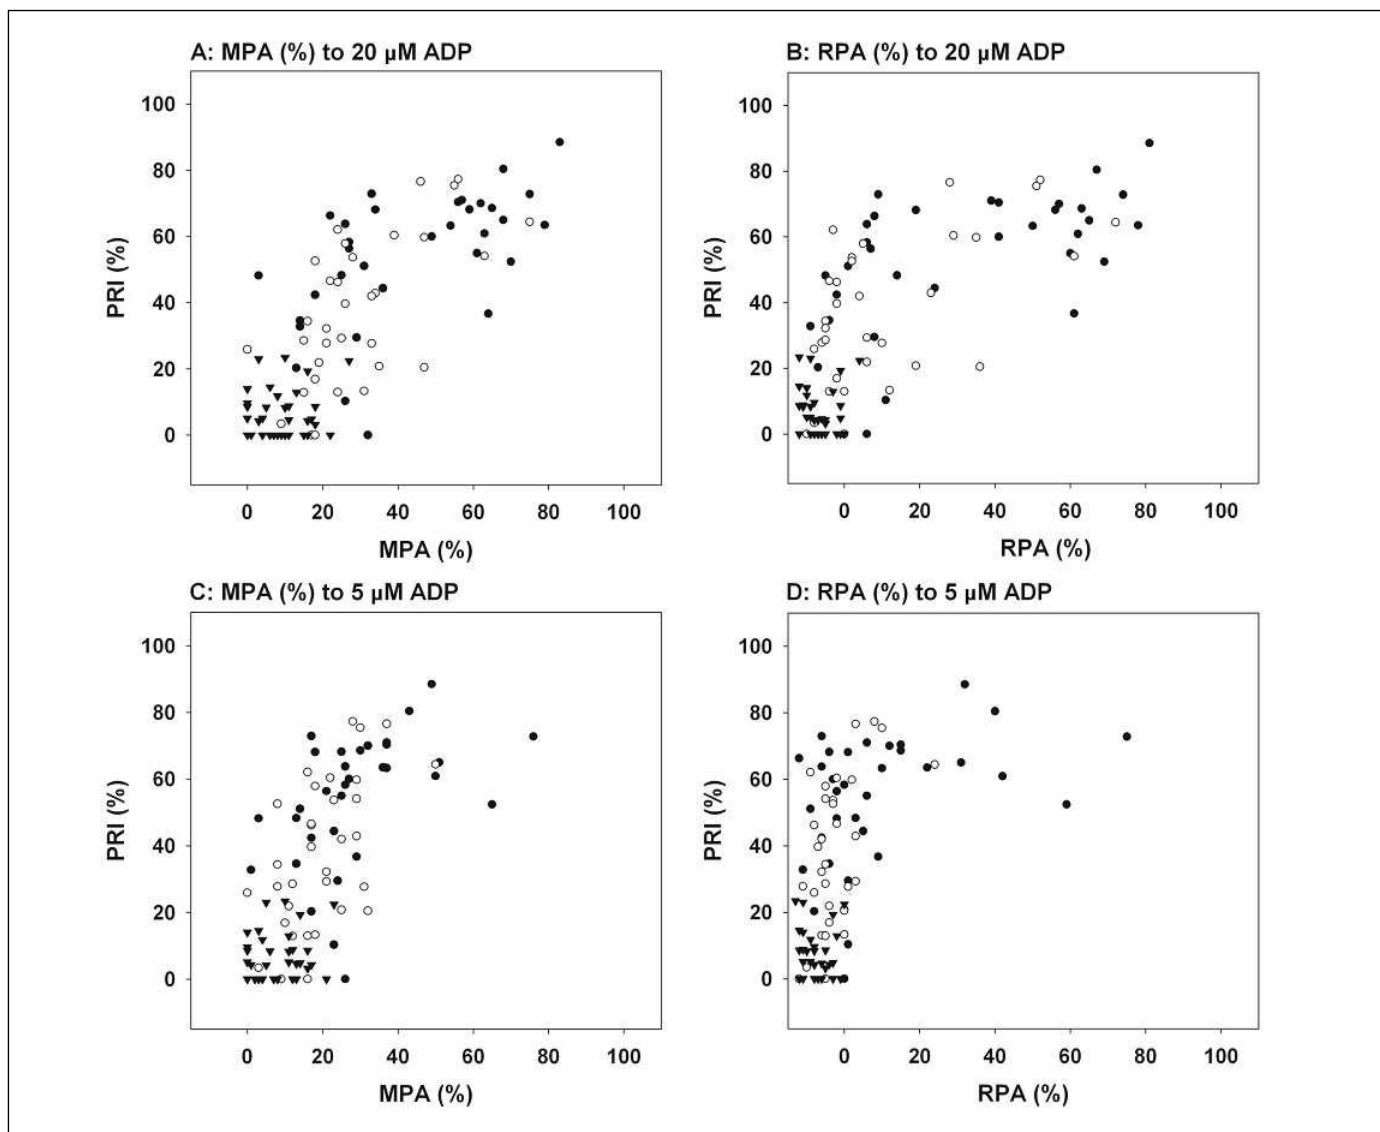 A: MPA (%) to 20 µM ADP
PRI (%)
100
80
60
40
20
0
0 20 40 60 80 100
MPA (%)
B: RPA (%) to 20 µM ADP
PRI (%)
100
80
60
40
20
0
0 20 40 60 80 100
RPA (%)
C: MPA (%) to 5 µM ADP
PRI (%)
100
80
60
40
20
0
0 20 40 60 80 100
MPA (%)
D: RPA (%) to 5 µM ADP
PRI (%)
100
80
60
40
20
0
0 20 40 60 80 100
RPA (%)